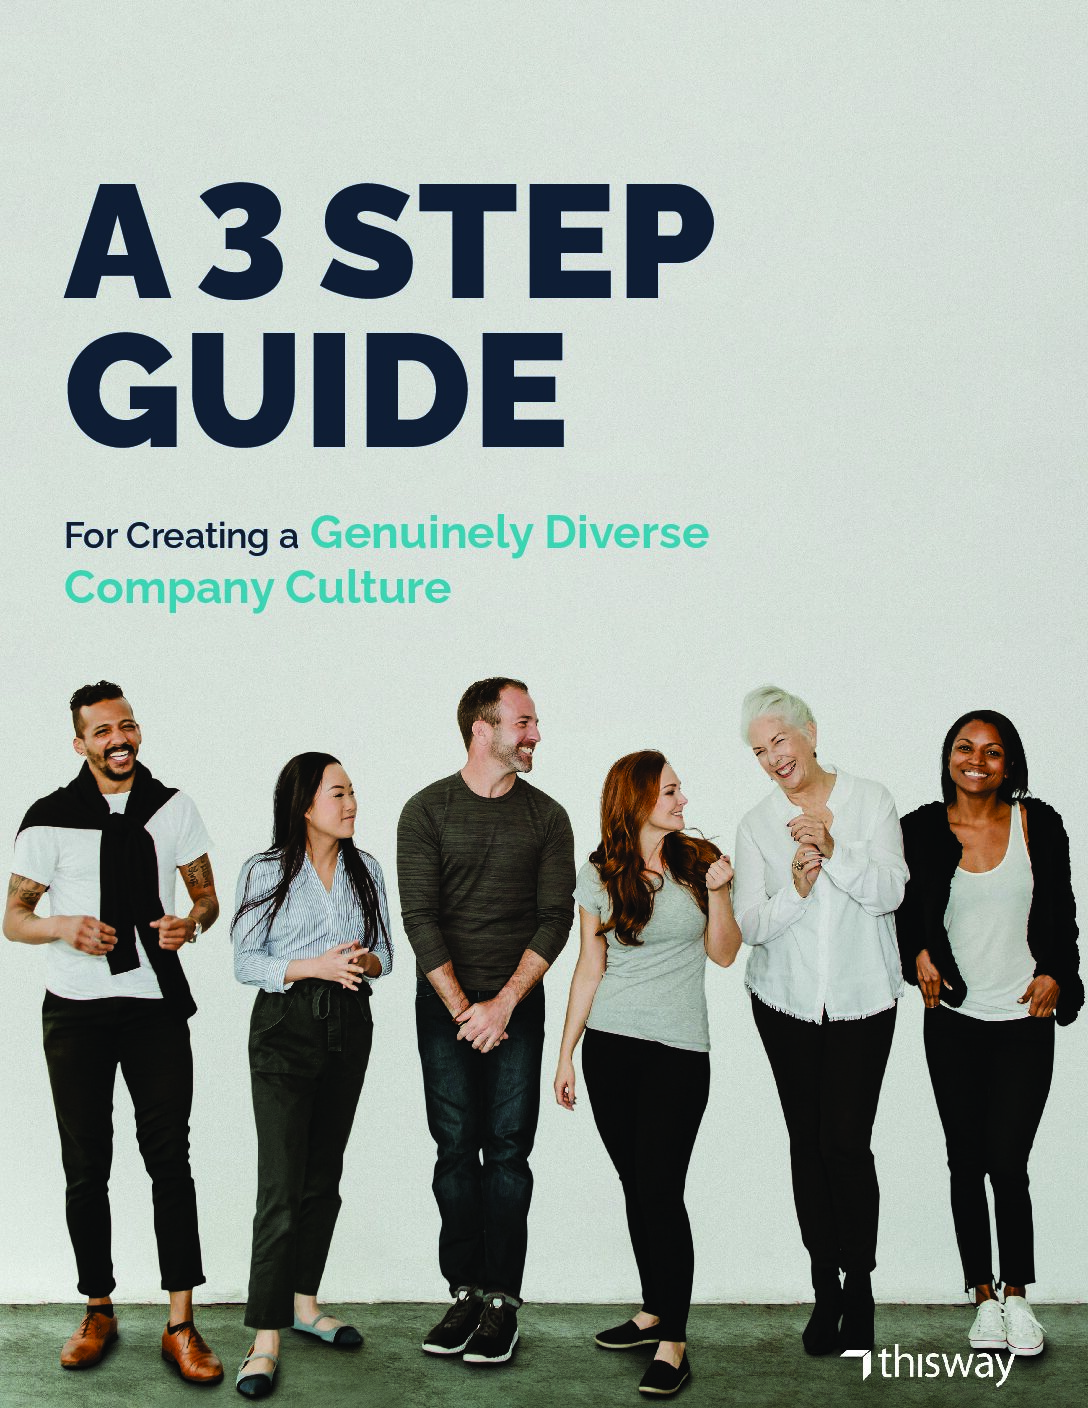 A 3 STEP
GUIDE
For Creating a Genuinely Diverse
Company Culture
thisway